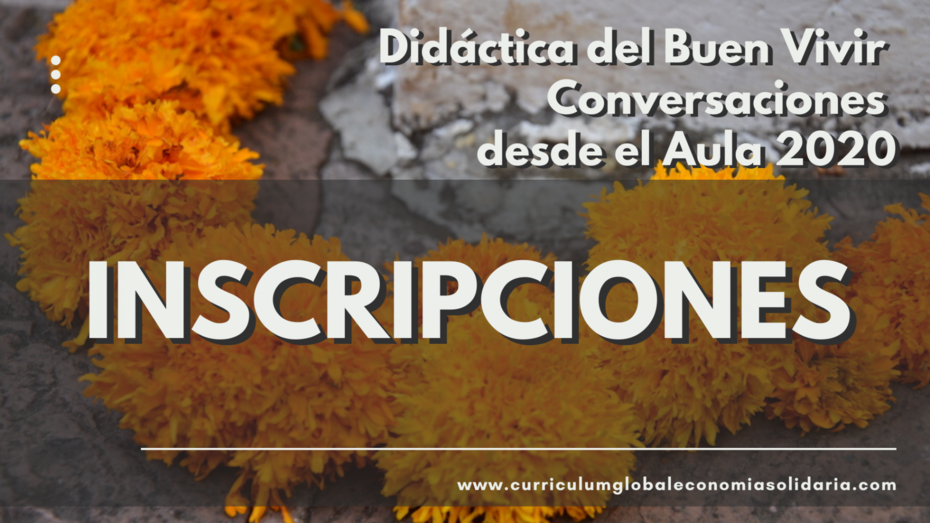 Didáctica del Buen Vivir
Conversaciones
desde el Aula 2020
INSCRIPCIONES
www.curriculumglobaleconomiasolidaria.com